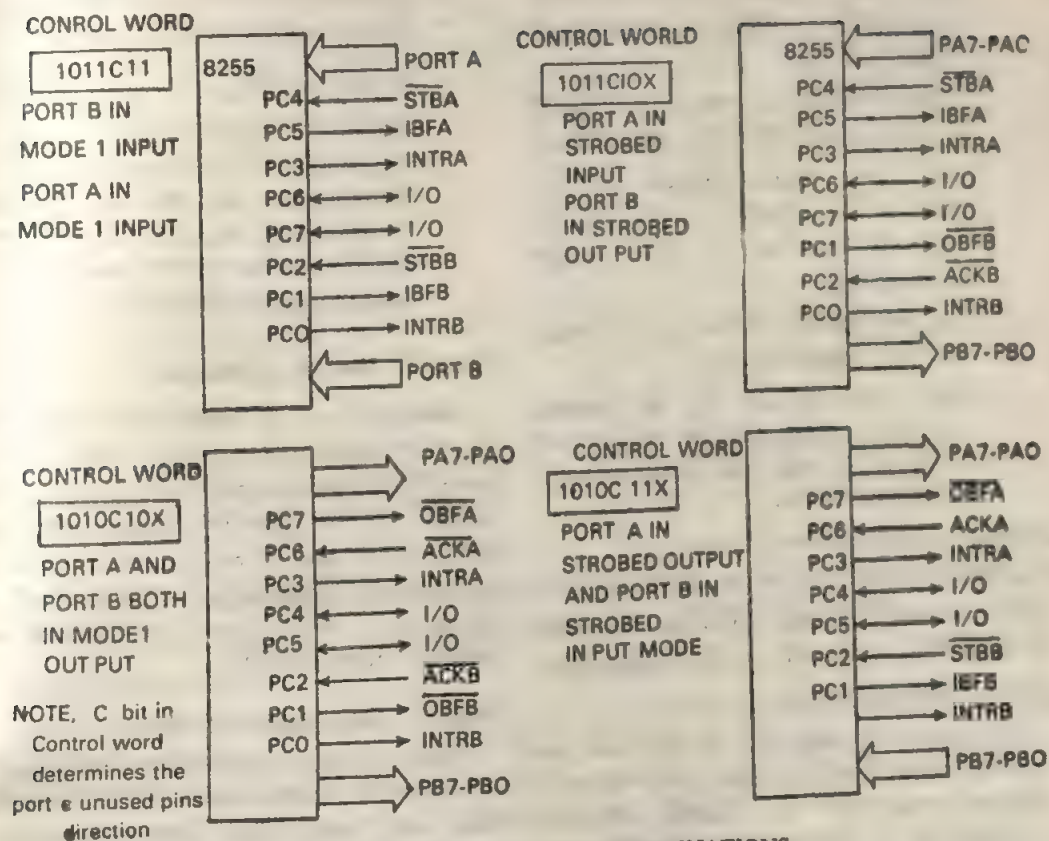 CONROL WORD
1011C11
PORT B IN
MODE 1 INPUT
PORT A IN
MODE 1 INPUT
8255
PORT A
PC4 STBA
PC5 IBFA
PC3 INTRA
PC6 I/O
PC7 I/O
PC2 STBB
PC1 IBFB
PCO INTRB
PORT B
CONTROL WORLD
1011CIOX
PORT A IN
STROBED
INPUT
PORT B
IN STROBED
OUT PUT
8255
PA7-PAC
PC4 STBA
PC5 IBFA
PC3 INTRA
PC6 I/O
PC7 I/O
PC1 OBFB
PC2 ACKB
PCO INTRB
PB7-PBO
CONTROL WORD
1010C10X
PORT A AND
PORT B BOTH
IN MODE1
OUT PUT
NOTE, C bit in
Control word
determines the
port unused pins
direction
PA7-PAO
PC7 OBFA
PC6 ACKA
PC3 INTRA
PC4 I/O
PC5 I/O
PC2 ACKB
PC1 OBFB
PC0 INTRB
PB7-PBO
CONTROL WORD
1010C 11X
PORT A IN
STROBED OUTPUT
AND PORT B IN
STROBED
IN PUT MODE
PA7-PAO
PC7 OBFA
PC6 ACKA
PC3 INTRA
PC4 I/O
PC5 I/O
PC2 STBB
PC1 IBFB
INTRB
PB7-PBO